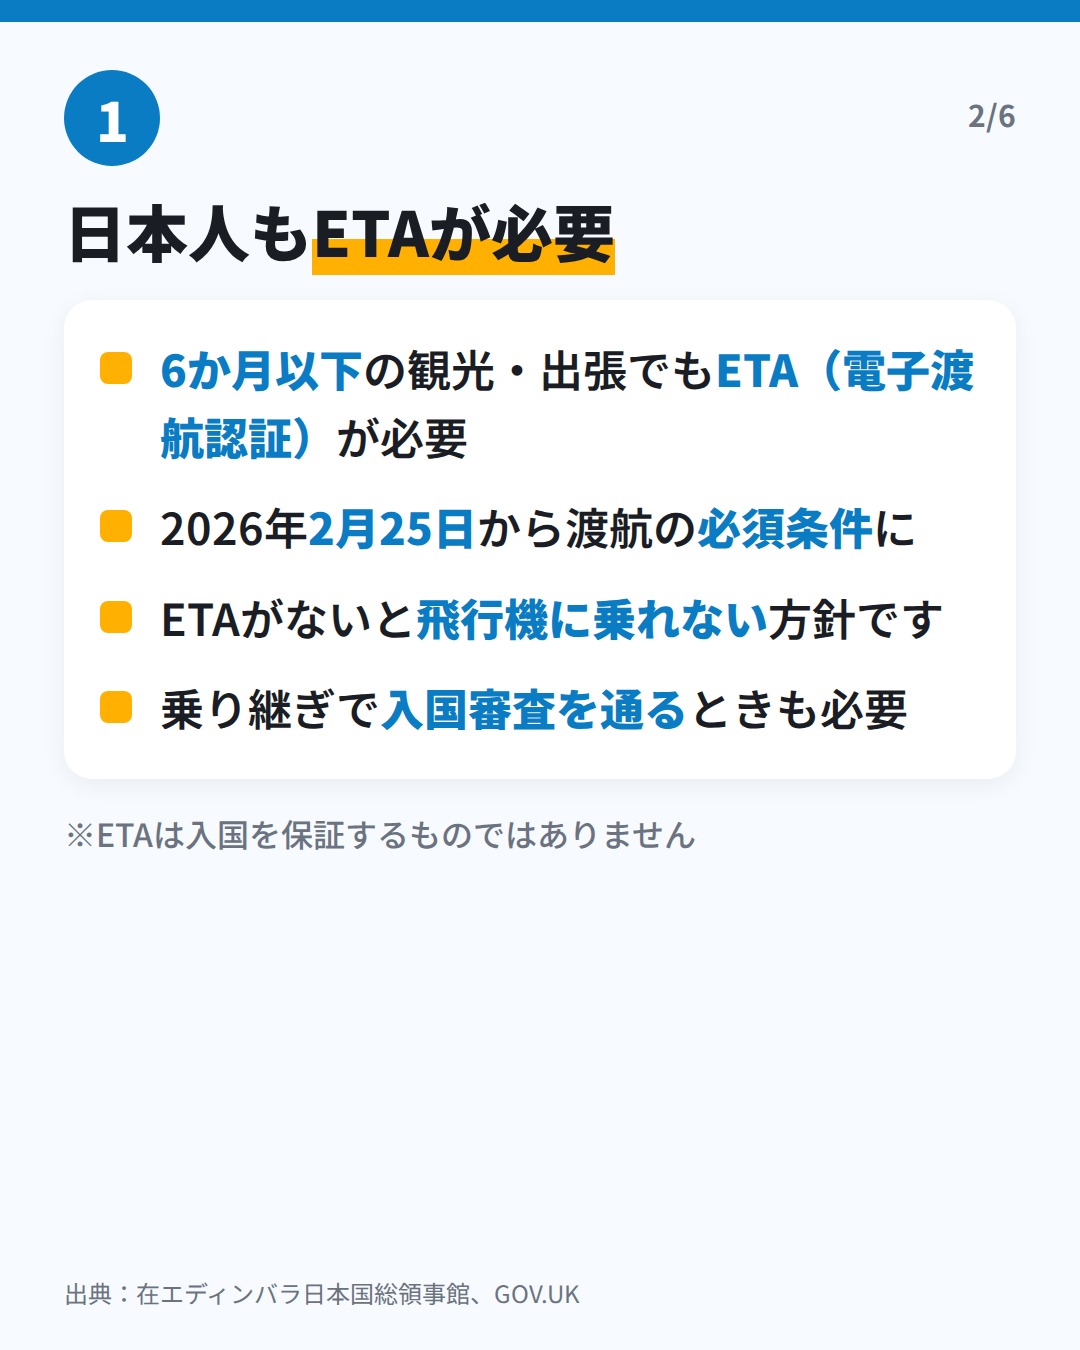 1
2/6
日本人もETAが必要
6か月以下の観光・出張でもETA（電子渡
航認証）が必要
2026年2月25日から渡航の必須条件に
ETAがないと飛行機に乗れない方針です
乗り継ぎで入国審査を通るときも必要
※ETAは入国を保証するものではありません
出典：在エディンバラ日本国総領事館、GOV.UK